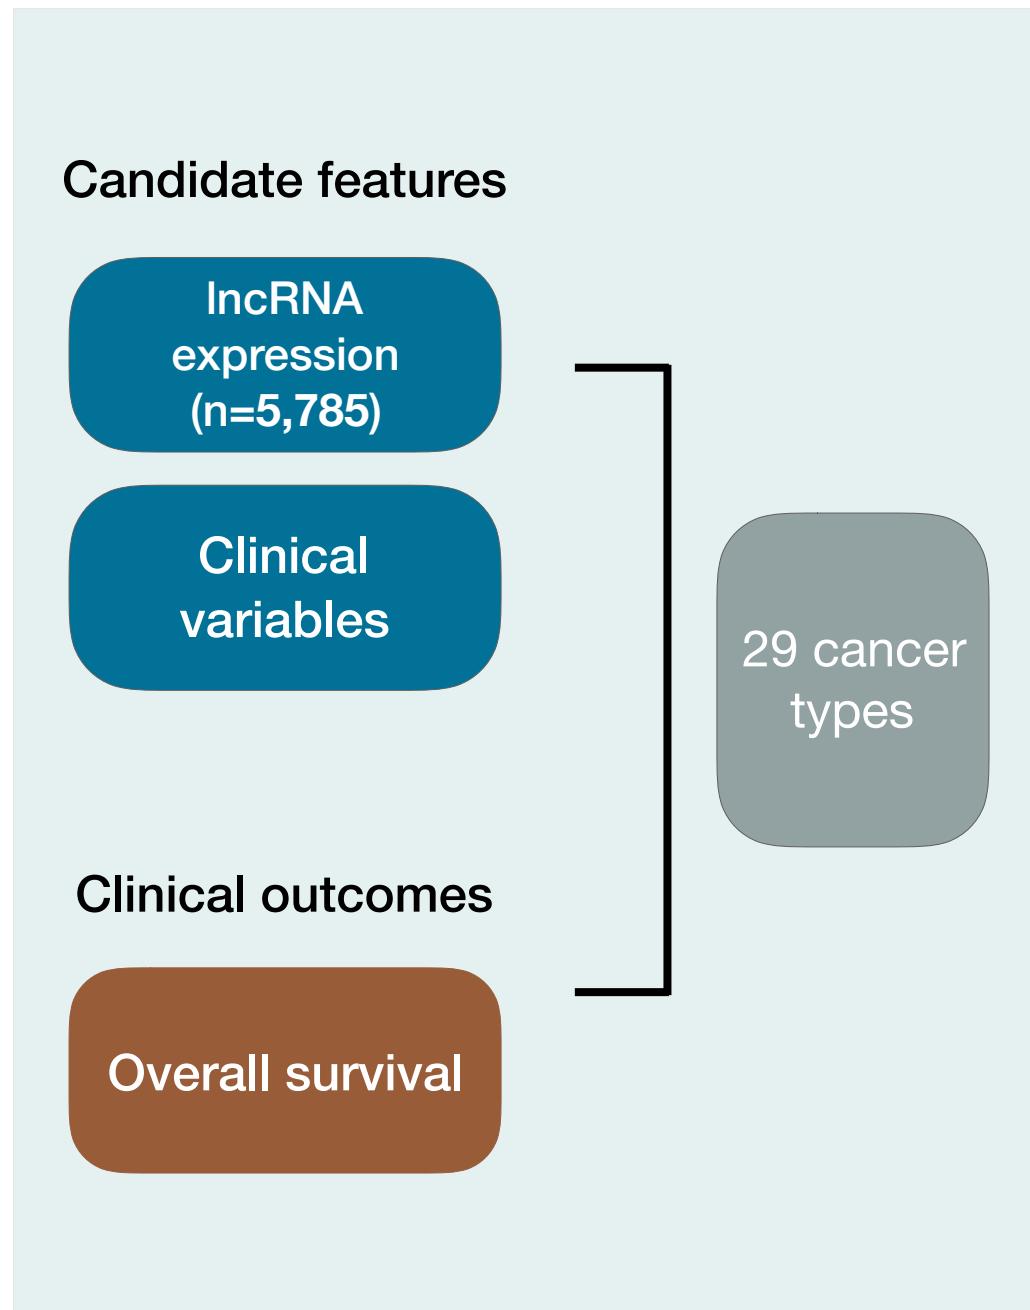 Candidate features
lncRNA
expression
(n=5,785)
Clinical
variables
29 cancer
types
Clinical outcomes
Overall survival